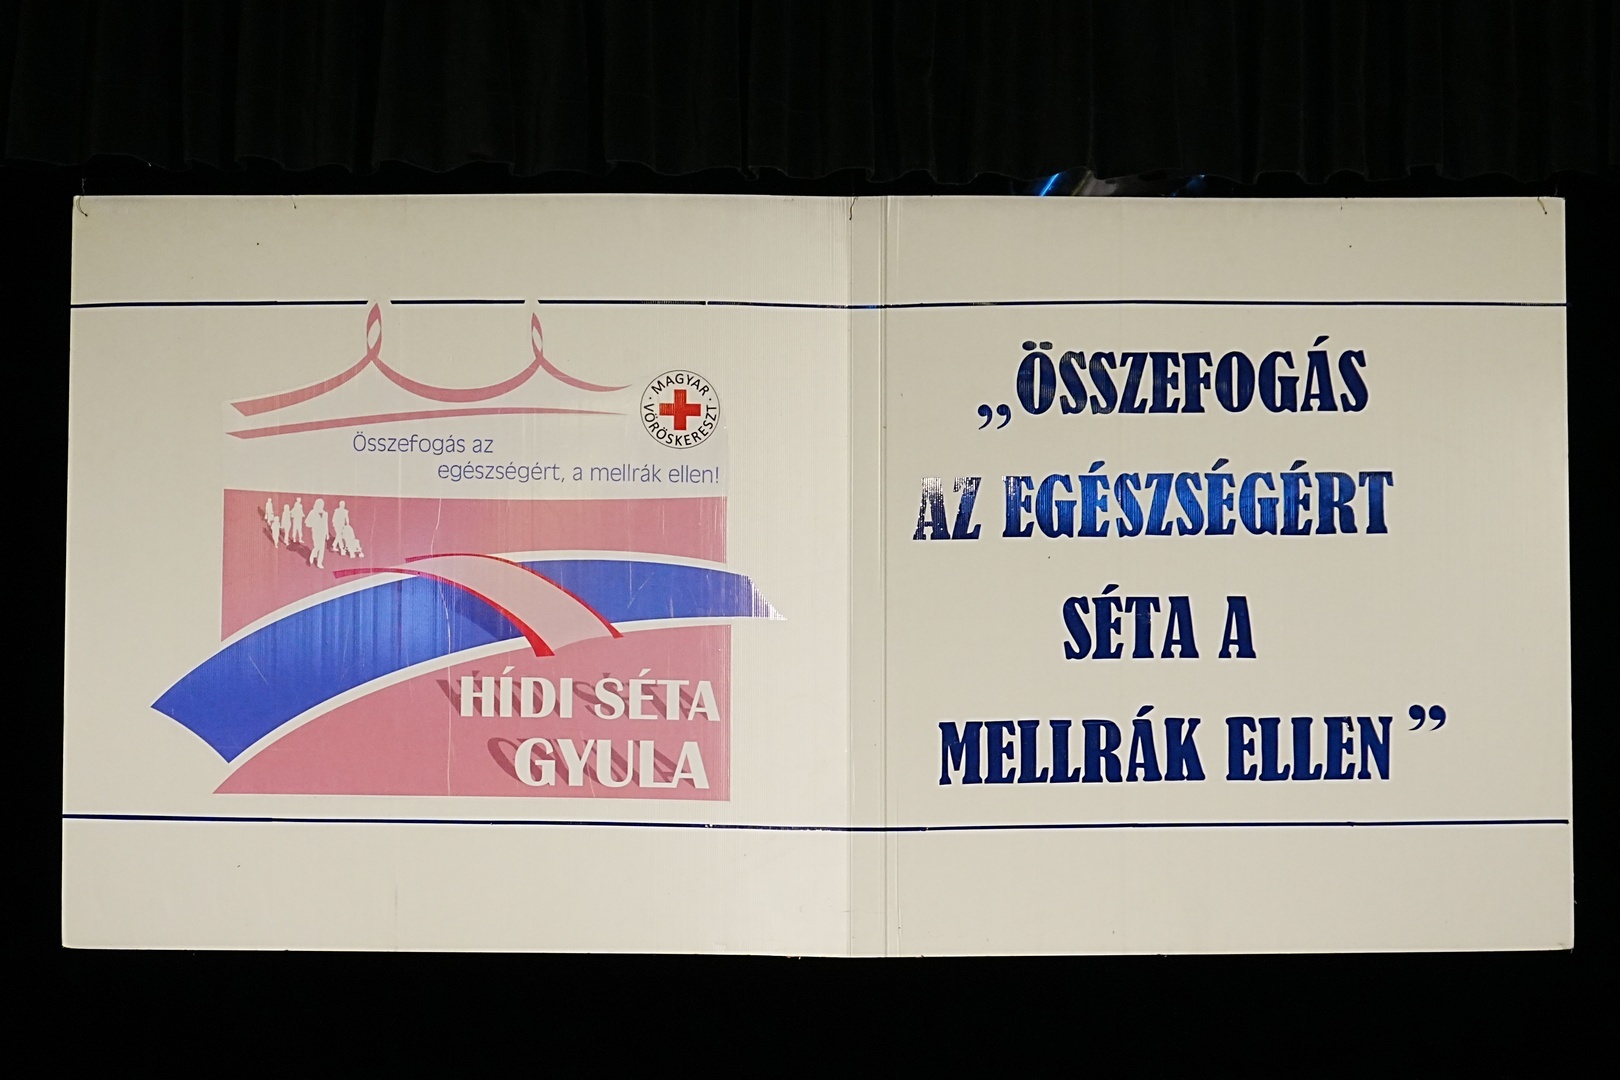 MAGYAR
VÖRÖSKERESZT
Összefogás az
egészségért, a mellrák ellen!
HÍDI SÉTA
GYULA
„ÖSSZEFOGÁS
AZ EGÉSZSÉGÉRT
SÉTA A
MELLRÁK ELLEN”